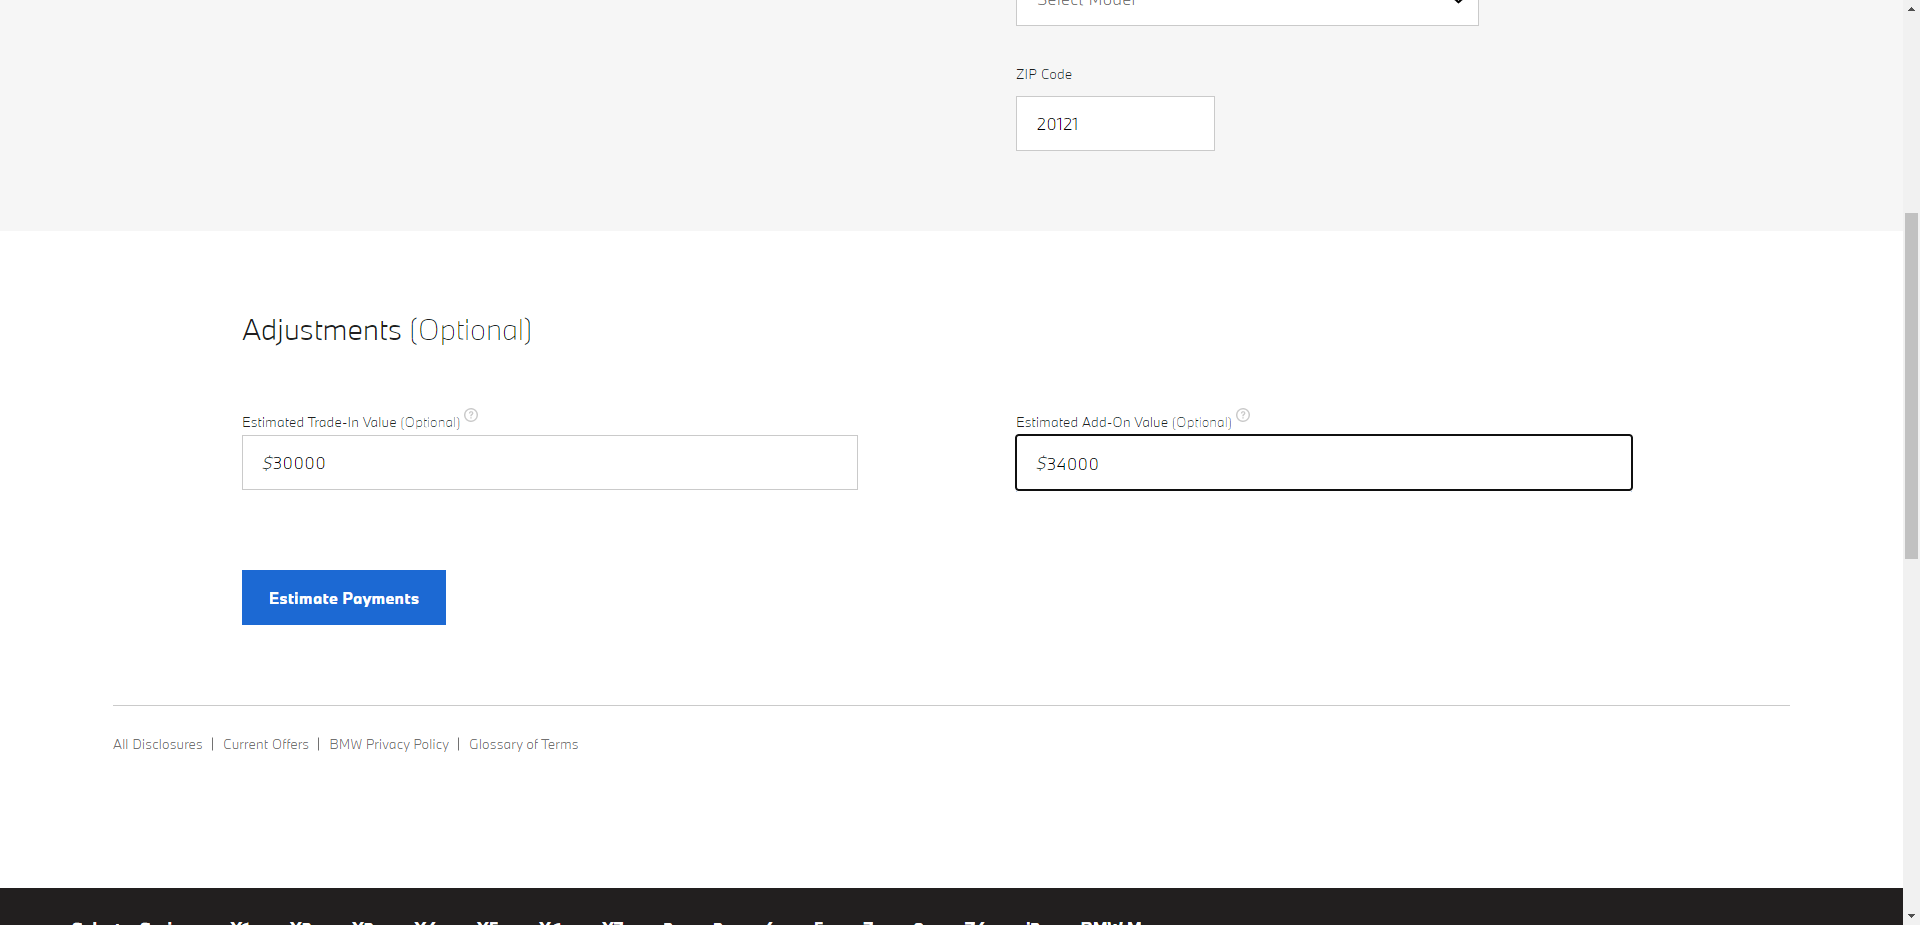 Select Model
ZIP Code
20121
Adjustments (Optional)
Estimated Trade-In Value (Optional) ?
$30000
Estimated Add-On Value (Optional) ?
$34000
Estimate Payments
All Disclosures | Current Offers | BMW Privacy Policy | Glossary of Terms
BMW M